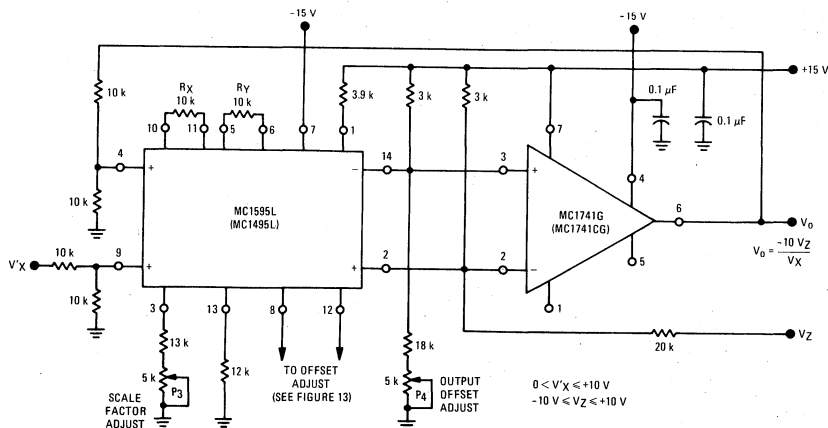 -15 V
-15 V
+15 V
10 k
RX
10 k
RY
10 k
3.9 k
3 k
3 k
0.1 µF
0.1 µF
10
11
5
6
7
1
7
4
4
+
−
14
3
+
6
VO
MC1595L
(MC1495L)
MC1741G
(MC1741CG)
VO = -10 VZ / VX
10 k
10 k
V'X
9
+
+
2
2
−
5
10 k
3
13
8
12
1
VZ
20 k
13 k
18 k
5 k
P3
12 k
TO OFFSET
ADJUST
(SEE FIGURE 13)
5 k
P4
OUTPUT
OFFSET
ADJUST
SCALE
FACTOR
ADJUST
0 < V'X ≤ +10 V
-10 V ≤ VZ ≤ +10 V